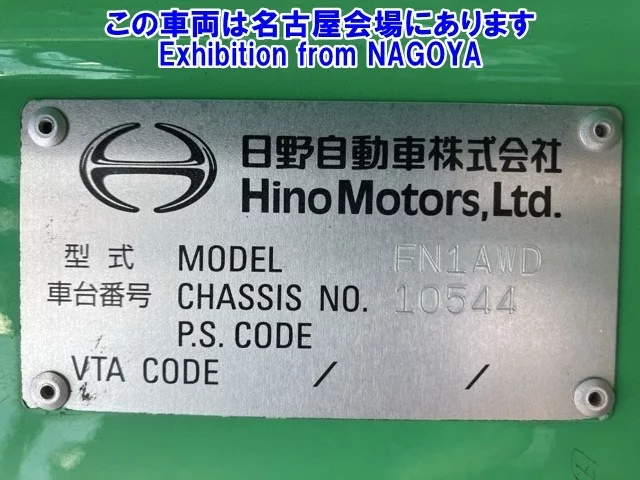 この車両は名古屋会場にあります
Exhibition from NAGOYA
日野自動車株式会社
Hino Motors, Ltd.
型式 MODEL FN1AWD
車台番号 CHASSIS NO. 10544
P.S. CODE
VTA CODE / /